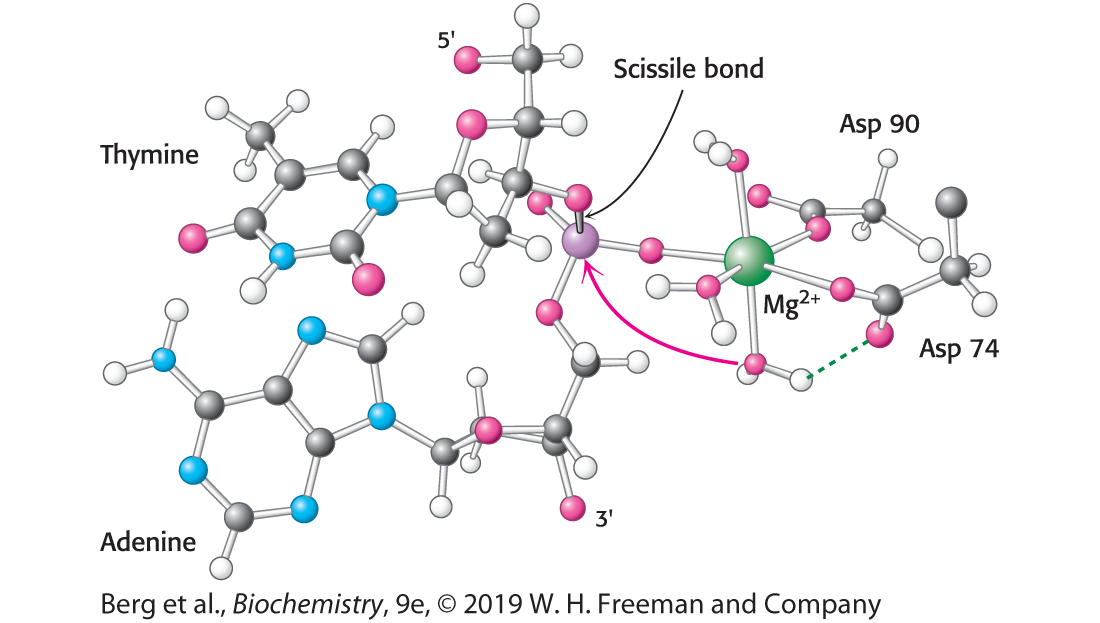 5'
Scissile bond
Asp 90
Thymine
Mg²⁺
Asp 74
3'
Adenine
Berg et al., Biochemistry, 9e, © 2019 W. H. Freeman and Company